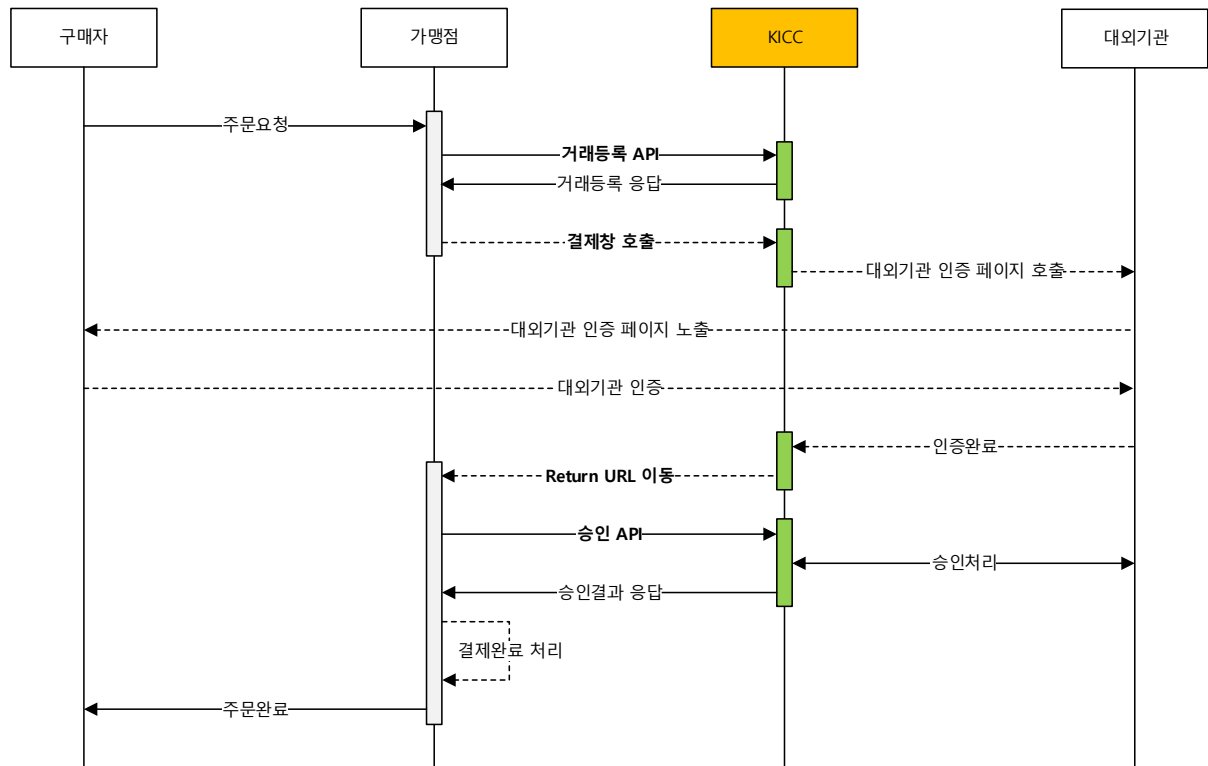 구매자
가맹점
KICC
대외기관
주문요청
거래등록 API
거래등록 응답
결제창 호출
대외기관 인증 페이지 호출
대외기관 인증 페이지 노출
대외기관 인증
인증완료
Return URL 이동
승인 API
승인처리
승인결과 응답
결제완료 처리
주문완료